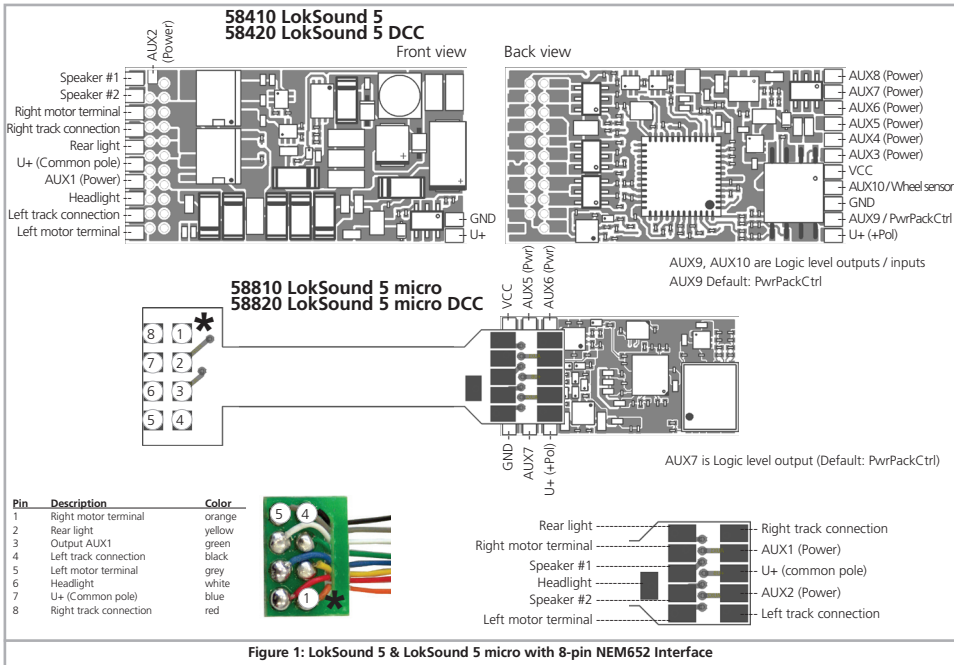 58410 LokSound 5
58420 LokSound 5 DCC
AUX2
(Power)
Front view
Back view
Speaker #1
Speaker #2
Right motor terminal
Right track connection
Rear light
U+ (Common pole)
AUX1 (Power)
Headlight
Left track connection
Left motor terminal
GND
U+
AUX8 (Power)
AUX7 (Power)
AUX6 (Power)
AUX5 (Power)
AUX4 (Power)
AUX3 (Power)
VCC
AUX10 / Wheel sensor
GND
AUX9 / PwrPackCtrl
U+ (+Pol)
AUX9, AUX10 are Logic level outputs / inputs
AUX9 Default: PwrPackCtrl
58810 LokSound 5 micro
58820 LokSound 5 micro DCC
VCC
AUX5 (Pwr)
AUX6 (Pwr)
8 1 *
7 2
6 3
5 4
GND
AUX7
U+ (+Pol)
AUX7 is Logic level output (Default: PwrPackCtrl)
Pin Description Color
1 Right motor terminal orange
2 Rear light yellow
3 Output AUX1 green
4 Left track connection black
5 Left motor terminal grey
6 Headlight white
7 U+ (Common pole) blue
8 Right track connection red
5 4
1 *
Rear light
Right motor terminal
Speaker #1
Headlight
Speaker #2
Left motor terminal
Right track connection
AUX1 (Power)
U+ (common pole)
AUX2 (Power)
Left track connection
Figure 1: LokSound 5 & LokSound 5 micro with 8-pin NEM652 Interface